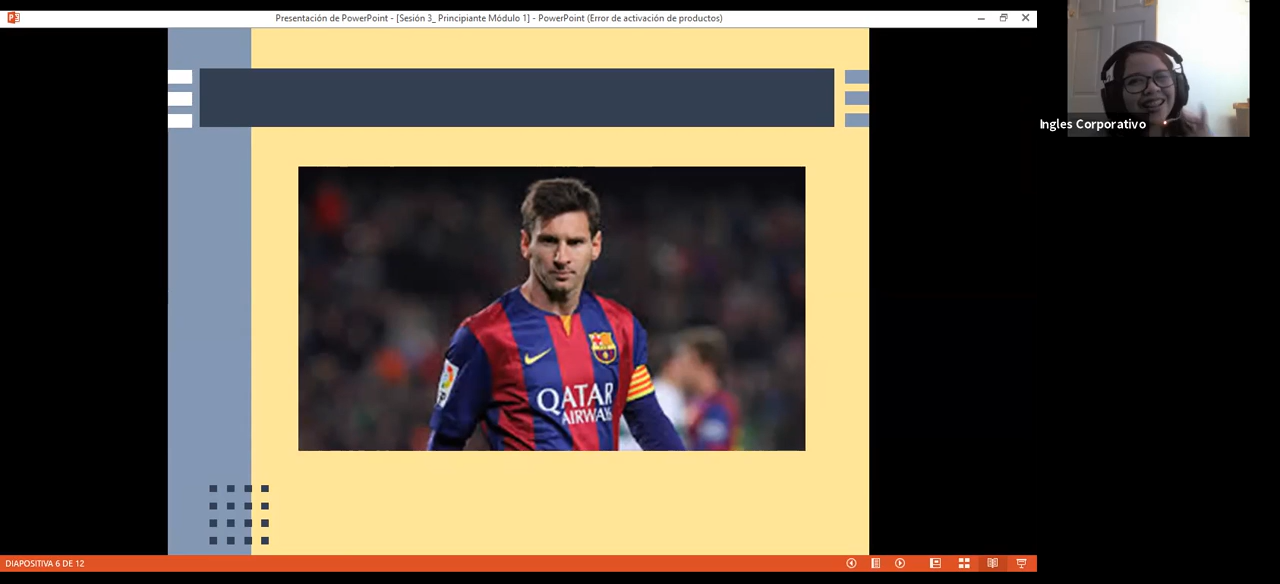 Presentación de PowerPoint - [Sesión 3_ Principiante Módulo 1] - PowerPoint (Error de activación de productos)
Ingles Corporativo
QATAR
AIRWAYS
DIAPOSITIVA 6 DE 12